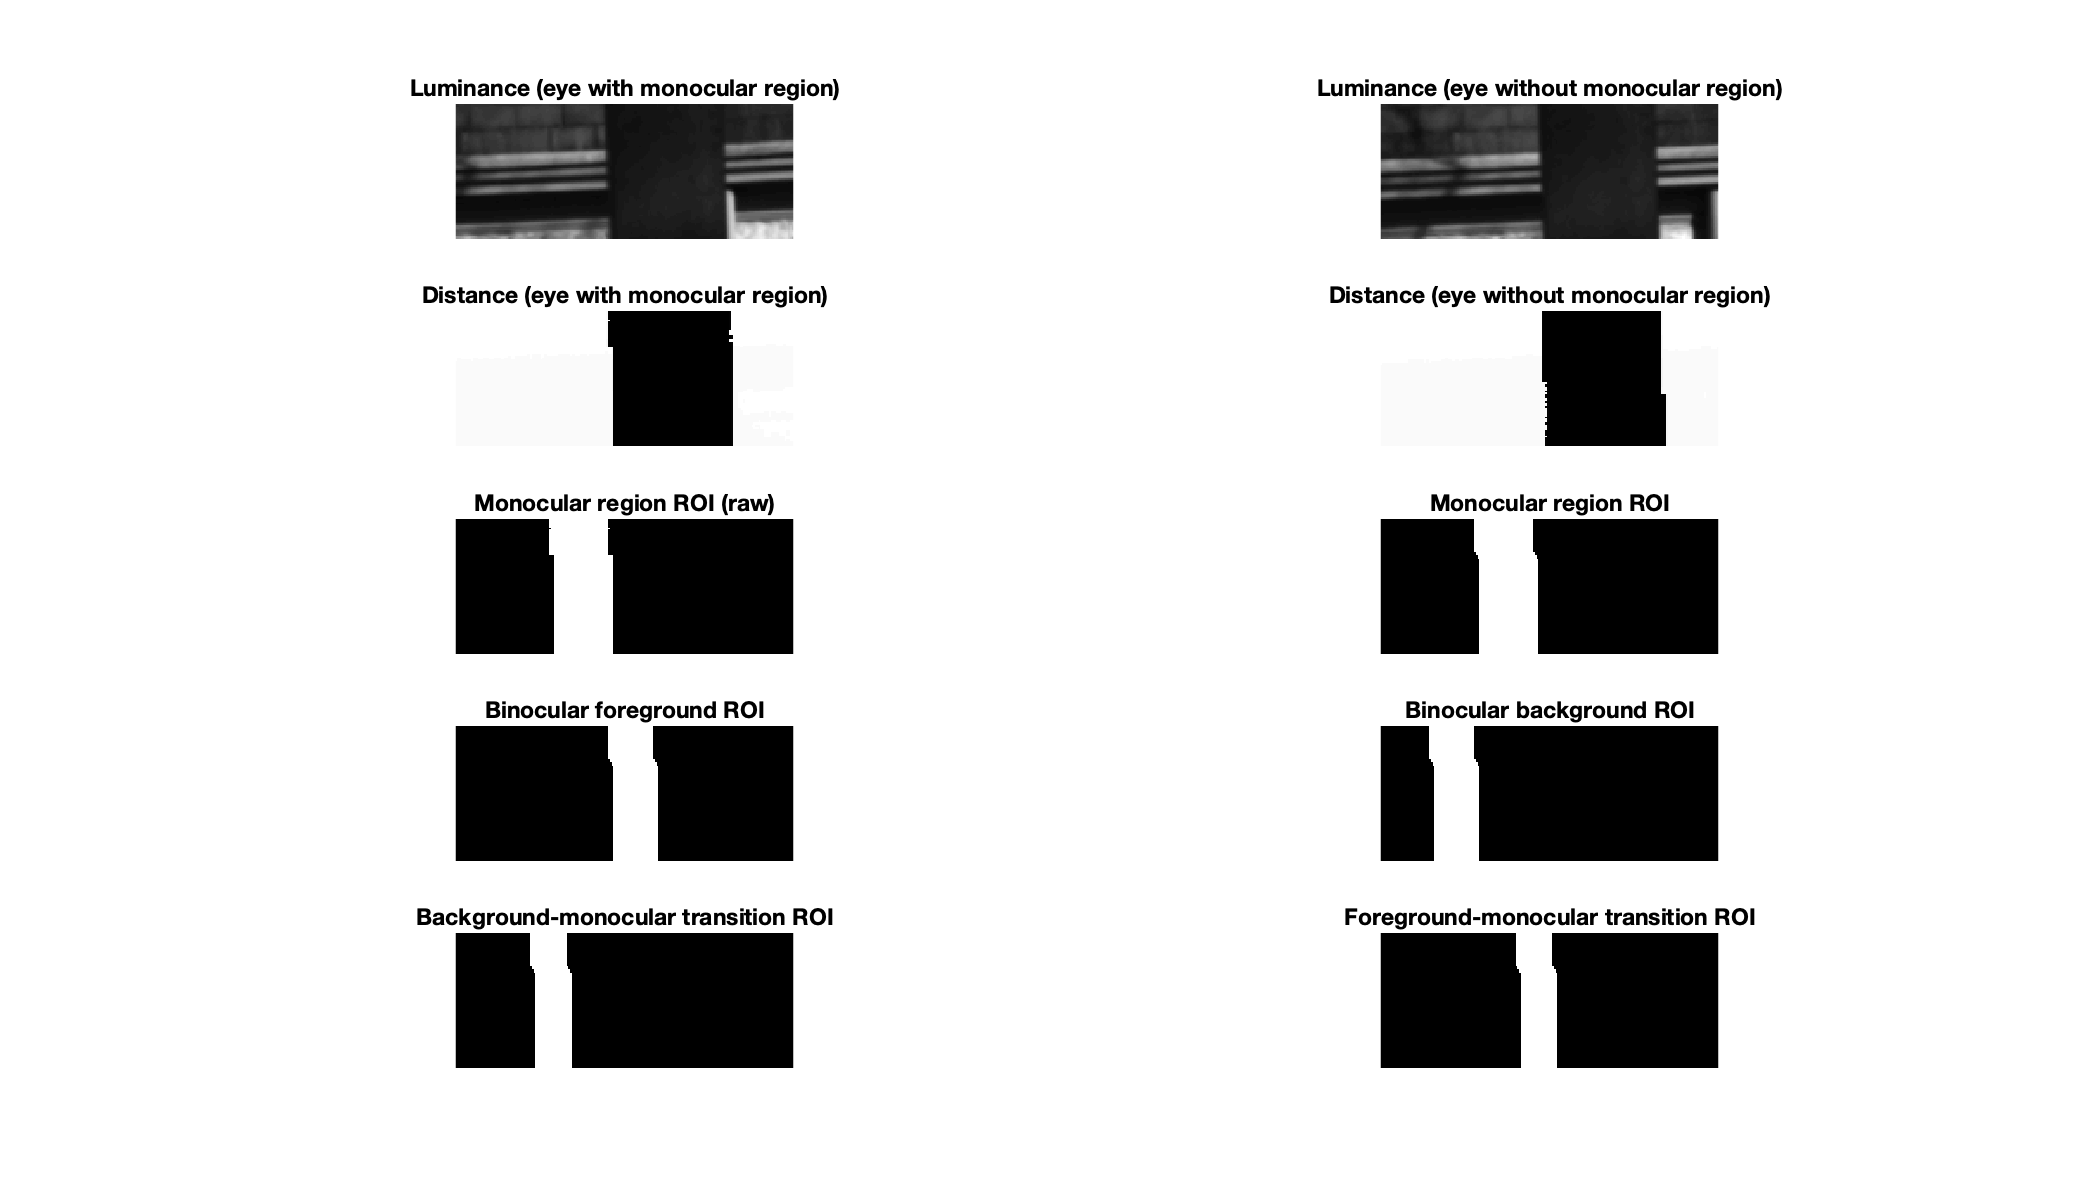 Luminance (eye with monocular region)
Luminance (eye without monocular region)
Distance (eye with monocular region)
Distance (eye without monocular region)
Monocular region ROI (raw)
Monocular region ROI
Binocular foreground ROI
Binocular background ROI
Background-monocular transition ROI
Foreground-monocular transition ROI